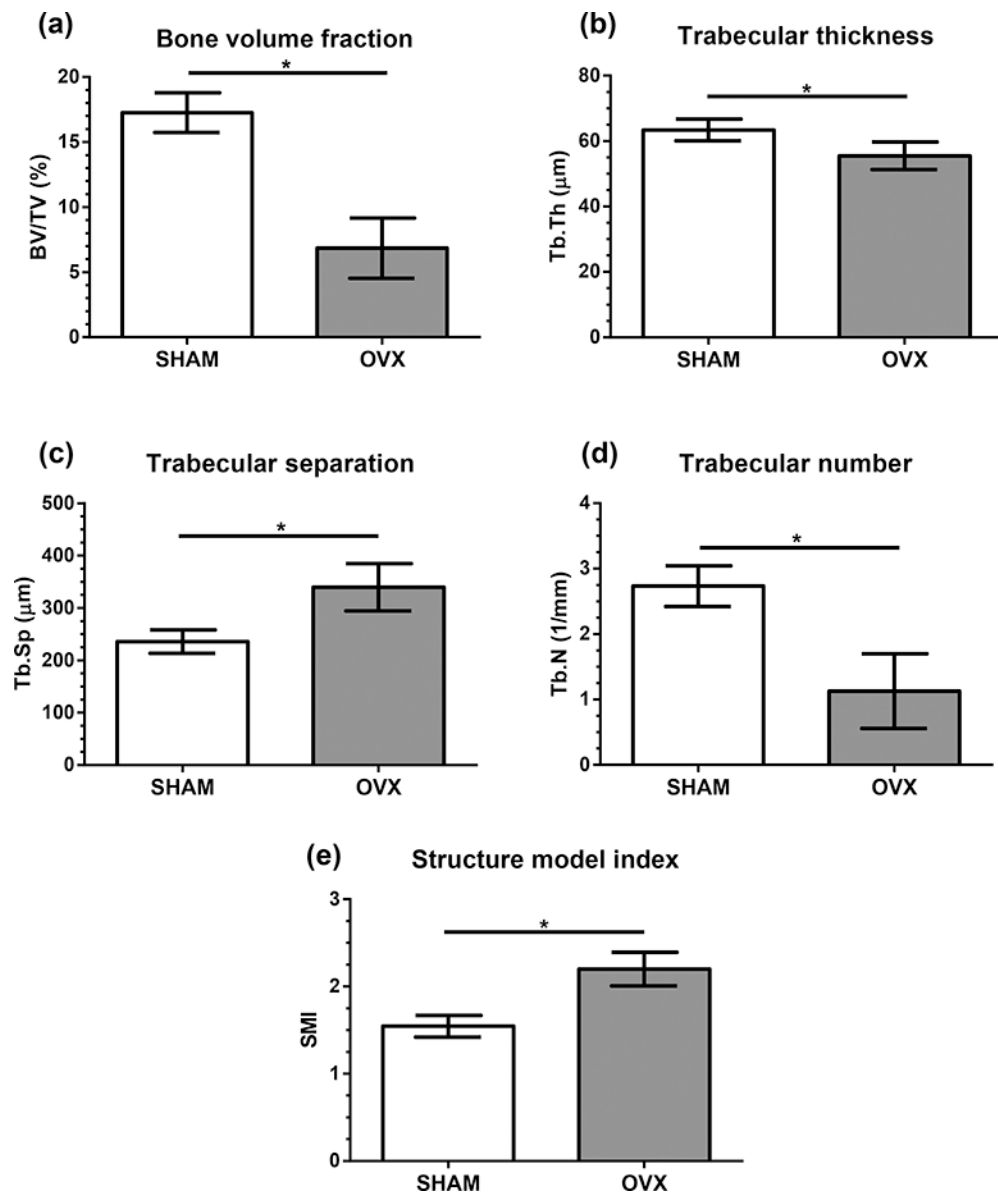 (a)
Bone volume fraction
*
20
15
10
5
0
BV/TV (%)
SHAM OVX
(b)
Trabecular thickness
*
80
60
40
20
0
Tb.Th (μm)
SHAM OVX
(c)
Trabecular separation
*
500
400
300
200
100
0
Tb.Sp (μm)
SHAM OVX
(d)
Trabecular number
*
4
3
2
1
0
Tb.N (1/mm)
SHAM OVX
(e)
Structure model index
*
3
2
1
0
SMI
SHAM OVX